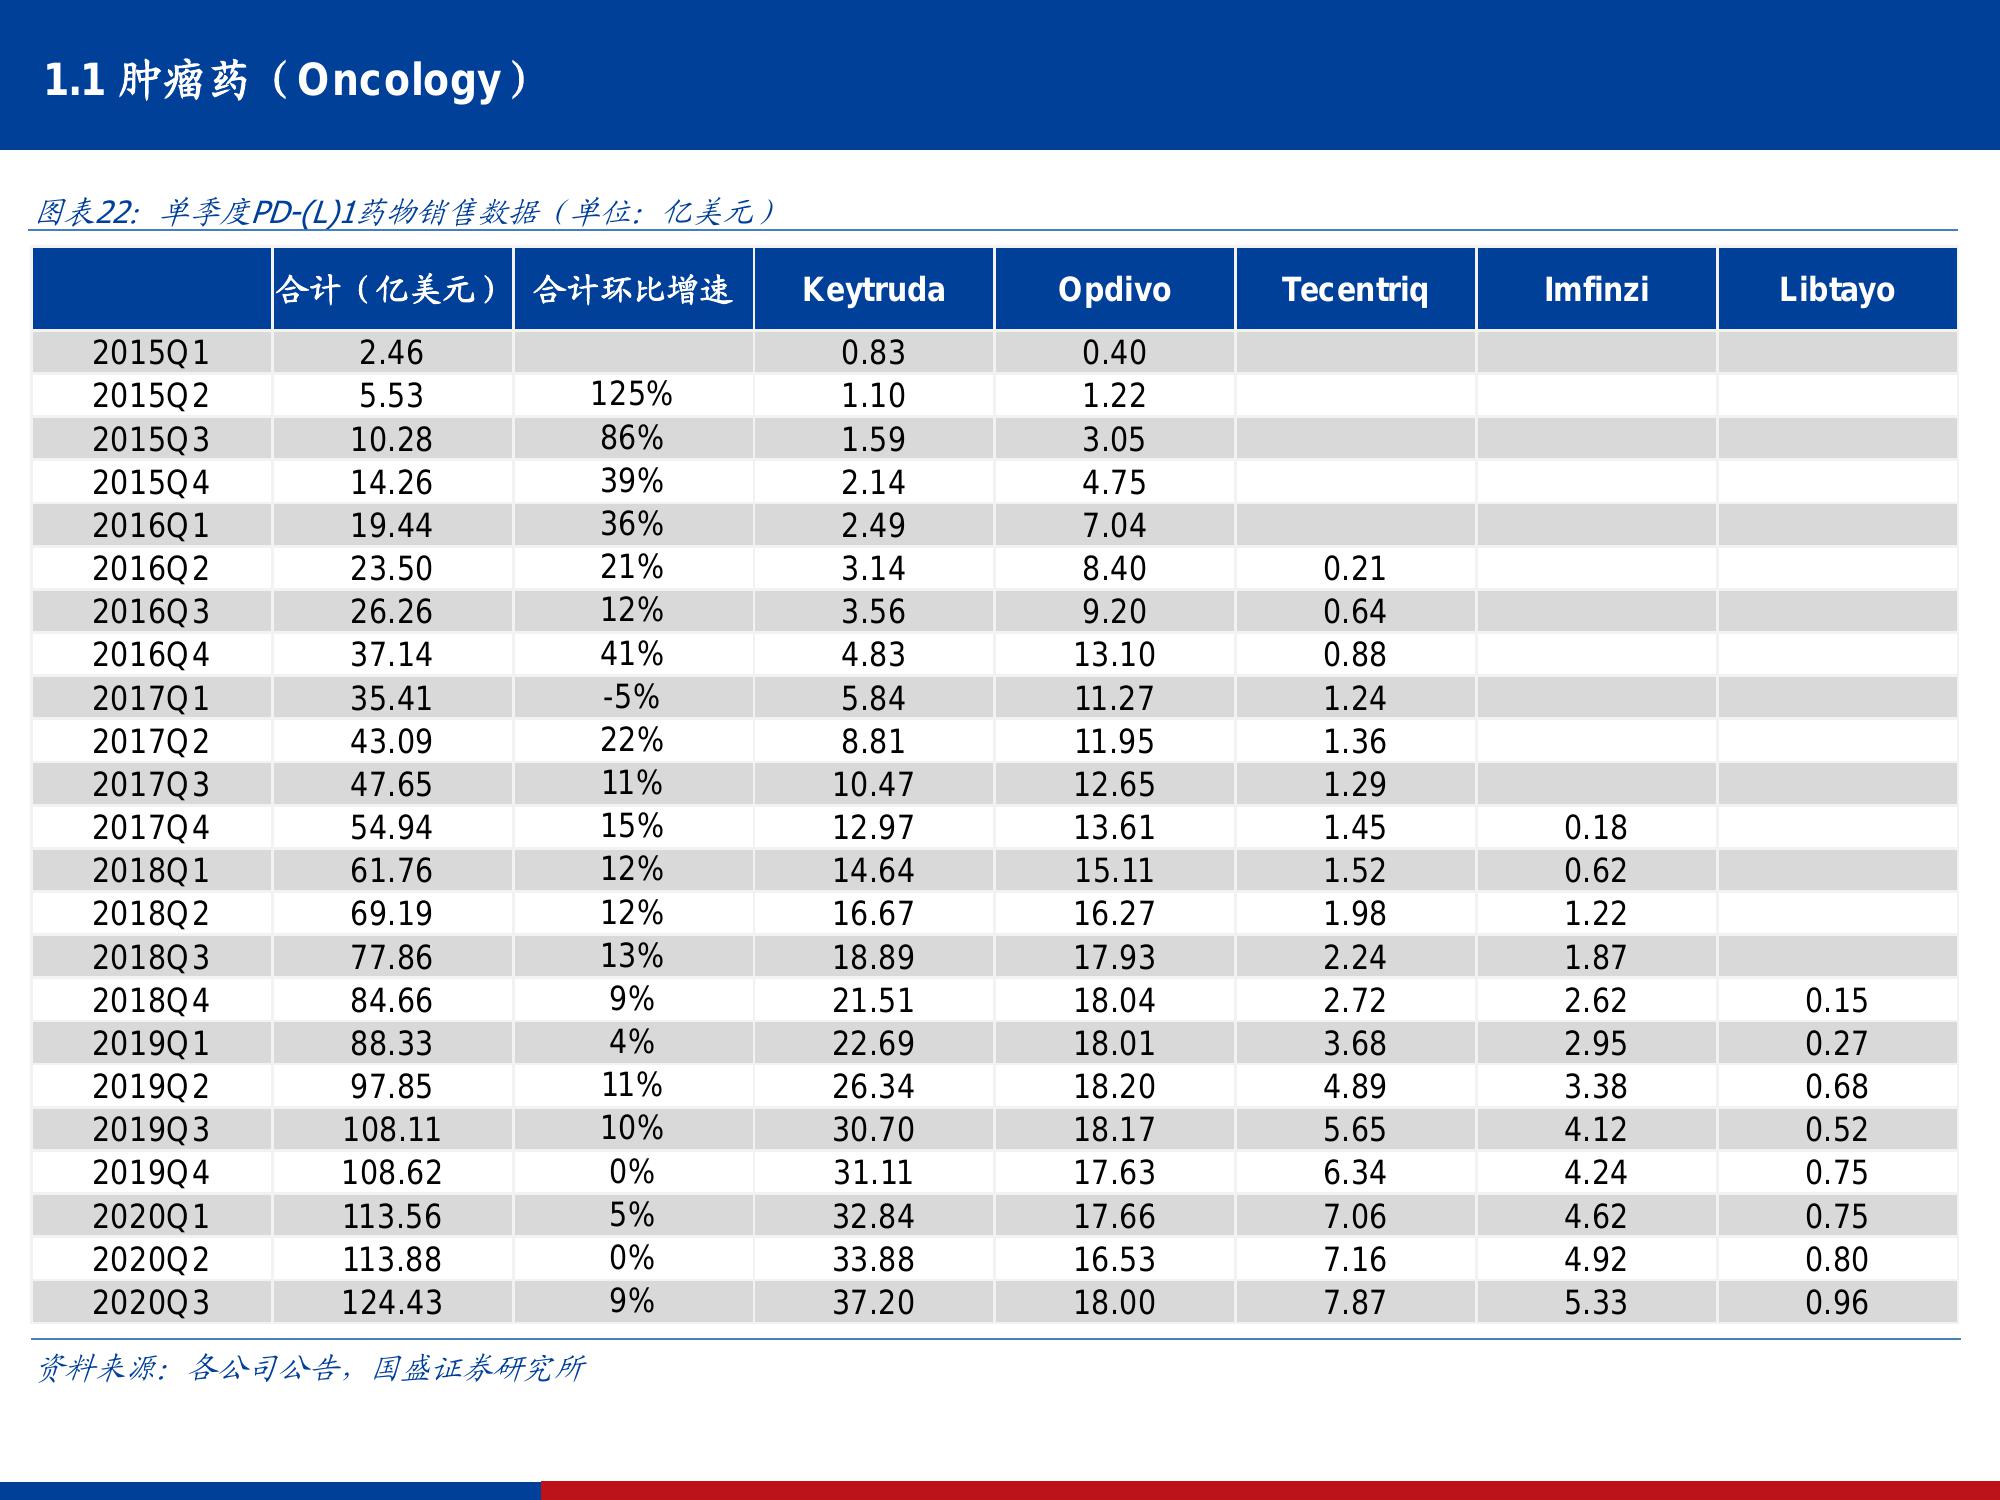 1.1 肿瘤药（Oncology）
图表22：单季度PD-(L)1药物销售数据（单位：亿美元）
合计（亿美元） 合计环比增速 Keytruda Opdivo Tecentriq Imfinzi Libtayo
2015Q1 2.46 0.83 0.40
2015Q2 5.53 125% 1.10 1.22
2015Q3 10.28 86% 1.59 3.05
2015Q4 14.26 39% 2.14 4.75
2016Q1 19.44 36% 2.49 7.04
2016Q2 23.50 21% 3.14 8.40 0.21
2016Q3 26.26 12% 3.56 9.20 0.64
2016Q4 37.14 41% 4.83 13.10 0.88
2017Q1 35.41 -5% 5.84 11.27 1.24
2017Q2 43.09 22% 8.81 11.95 1.36
2017Q3 47.65 11% 10.47 12.65 1.29
2017Q4 54.94 15% 12.97 13.61 1.45 0.18
2018Q1 61.76 12% 14.64 15.11 1.52 0.62
2018Q2 69.19 12% 16.67 16.27 1.98 1.22
2018Q3 77.86 13% 18.89 17.93 2.24 1.87
2018Q4 84.66 9% 21.51 18.04 2.72 2.62 0.15
2019Q1 88.33 4% 22.69 18.01 3.68 2.95 0.27
2019Q2 97.85 11% 26.34 18.20 4.89 3.38 0.68
2019Q3 108.11 10% 30.70 18.17 5.65 4.12 0.52
2019Q4 108.62 0% 31.11 17.63 6.34 4.24 0.75
2020Q1 113.56 5% 32.84 17.66 7.06 4.62 0.75
2020Q2 113.88 0% 33.88 16.53 7.16 4.92 0.80
2020Q3 124.43 9% 37.20 18.00 7.87 5.33 0.96
资料来源：各公司公告，国盛证券研究所